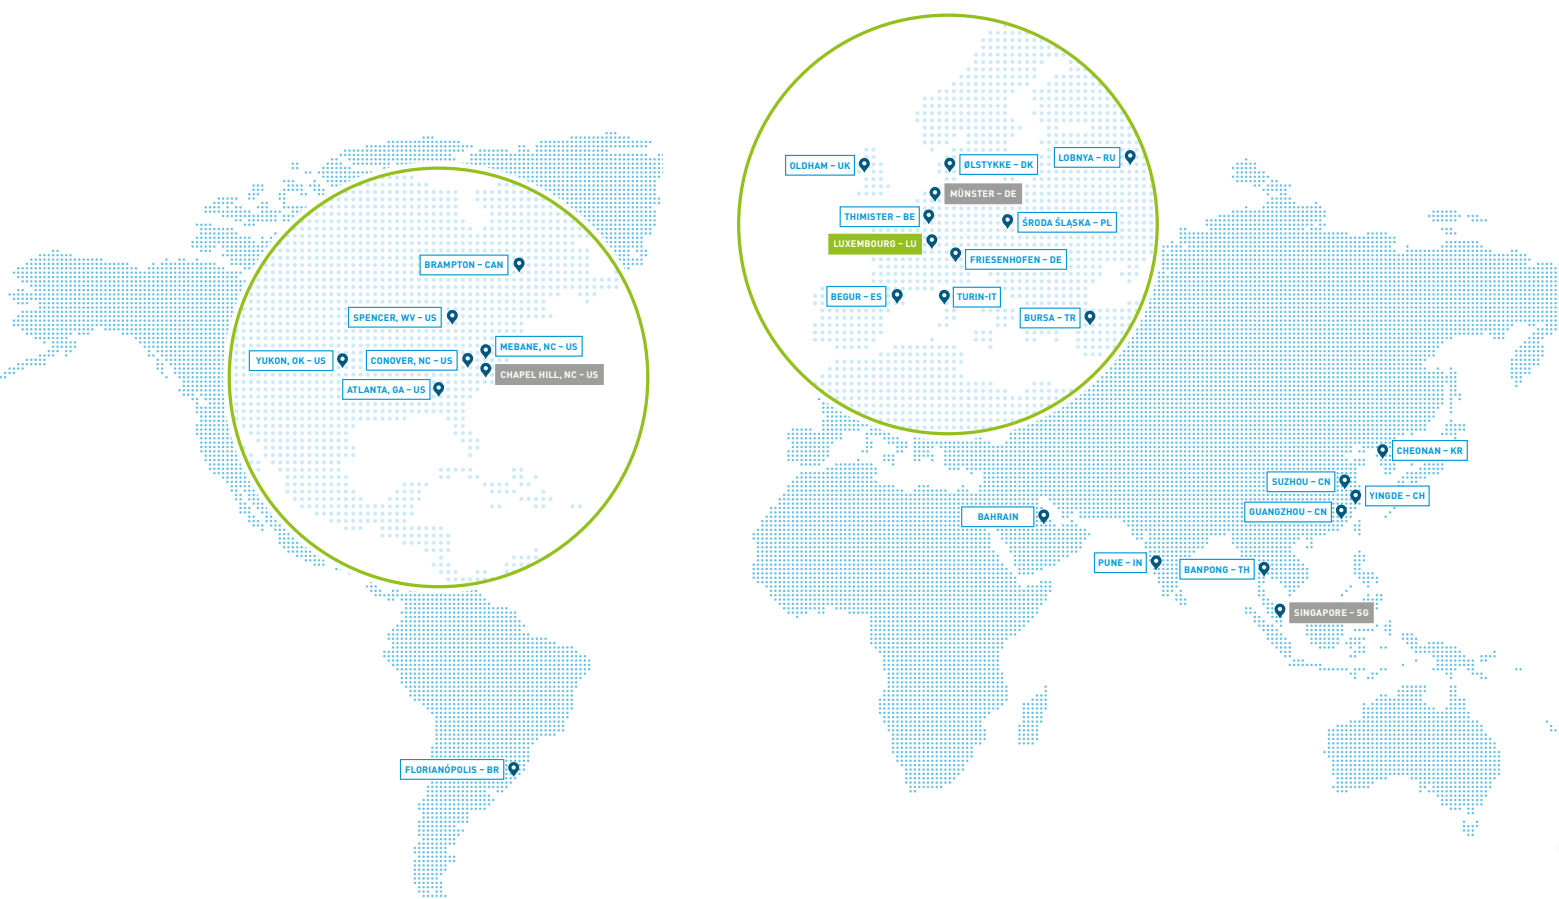 BRAMPTON – CAN
SPENCER, WV – US
MEBANE, NC – US
YUKON, OK – US
CONOVER, NC – US
CHAPEL HILL, NC – US
ATLANTA, GA – US
FLORIANÓPOLIS – BR
OLDHAM – UK
ØLSTYKKE – DK
LOBNYA – RU
MÜNSTER – DE
THIMISTER – BE
ŚRODA ŚLĄSKA – PL
LUXEMBOURG – LU
FRIESENHOFEN – DE
BEGUR – ES
TURIN-IT
BURSA – TR
CHEONAN – KR
SUZHOU – CN
YINGDE – CH
GUANGZHOU – CN
BAHRAIN
PUNE – IN
BANPONG – TH
SINGAPORE – SG